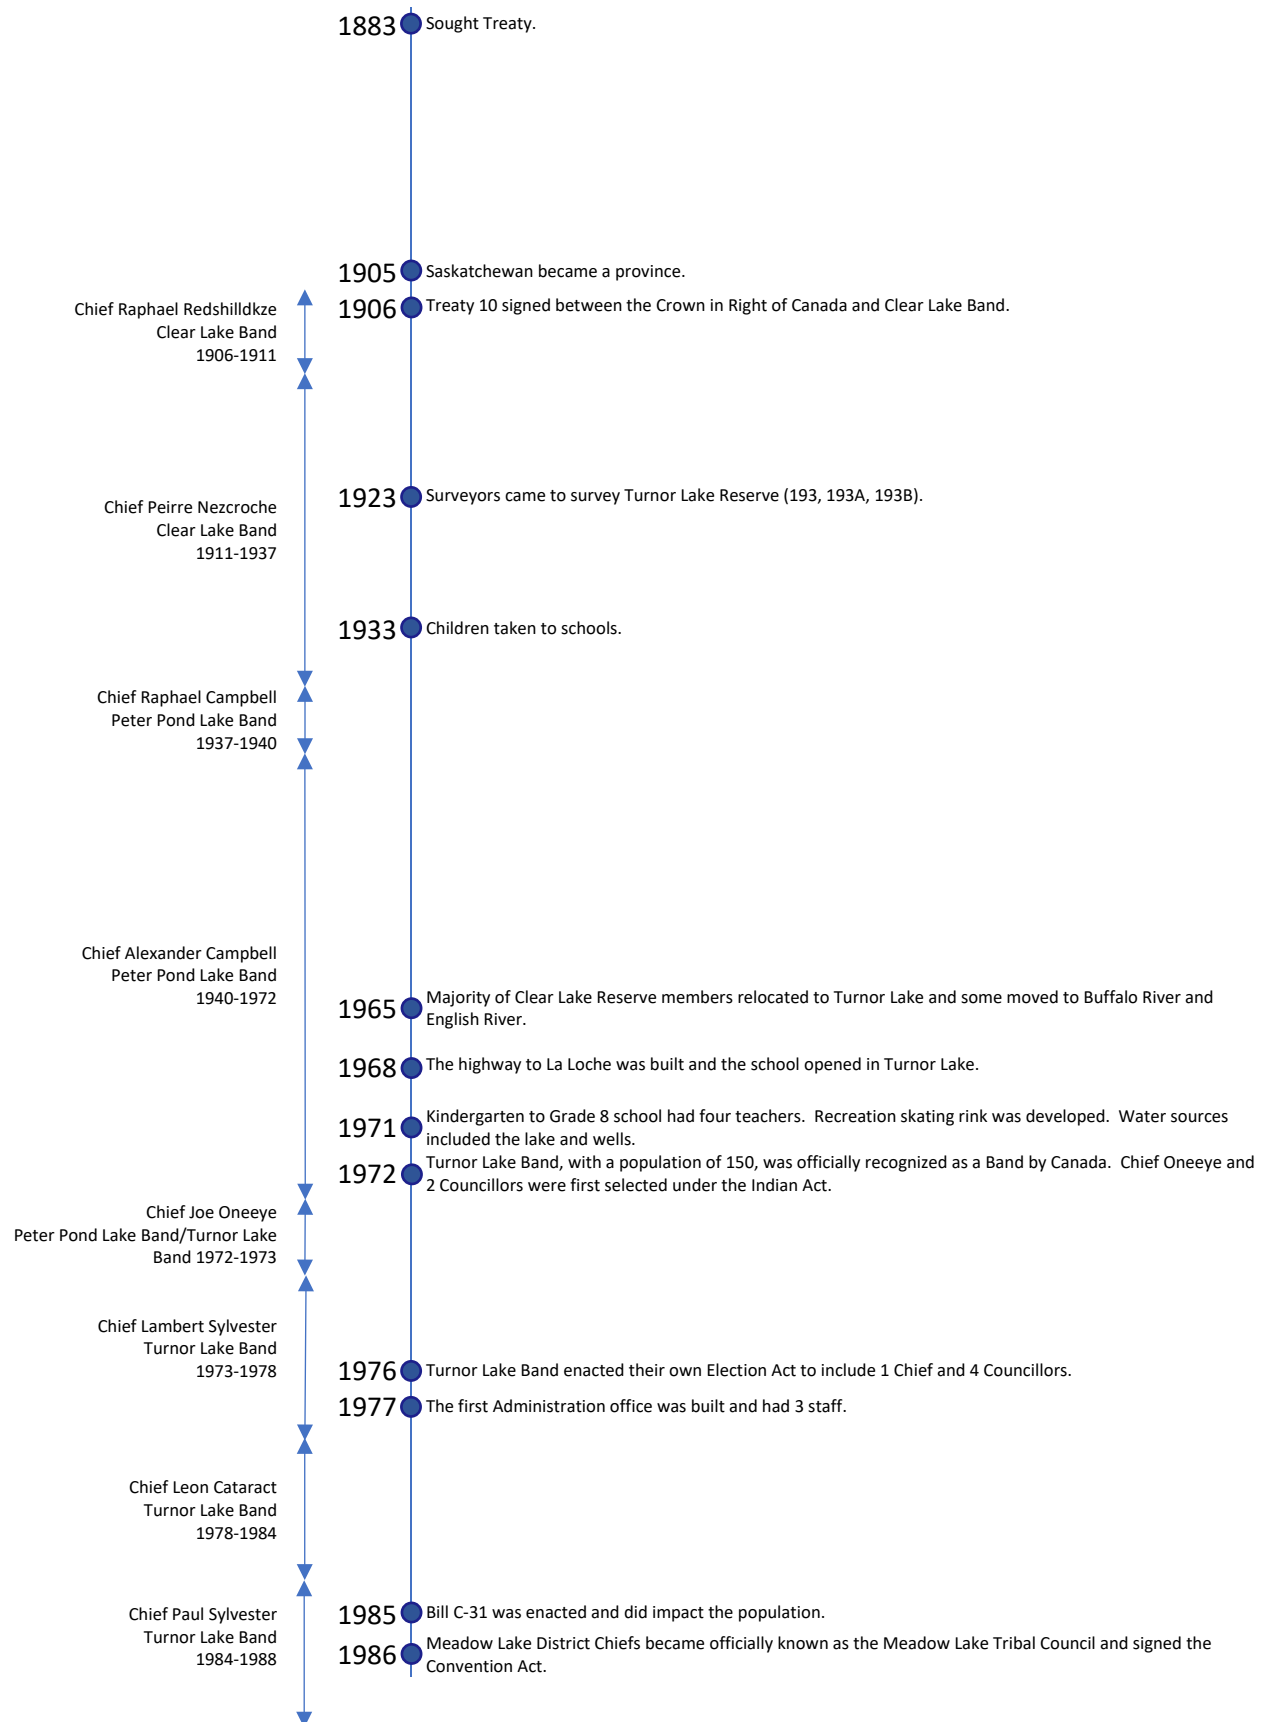 1883 Sought Treaty.
1905 Saskatchewan became a province.
1906 Treaty 10 signed between the Crown in Right of Canada and Clear Lake Band.
Chief Raphael Redshilldkze
Clear Lake Band
1906-1911
1923 Surveyors came to survey Turnor Lake Reserve (193, 193A, 193B).
Chief Peirre Nezcroche
Clear Lake Band
1911-1937
1933 Children taken to schools.
Chief Raphael Campbell
Peter Pond Lake Band
1937-1940
Chief Alexander Campbell
Peter Pond Lake Band
1940-1972
1965 Majority of Clear Lake Reserve members relocated to Turnor Lake and some moved to Buffalo River and
English River.
1968 The highway to La Loche was built and the school opened in Turnor Lake.
1971 Kindergarten to Grade 8 school had four teachers.  Recreation skating rink was developed.  Water sources
included the lake and wells.
1972 Turnor Lake Band, with a population of 150, was officially recognized as a Band by Canada.  Chief Oneeye and
2 Councillors were first selected under the Indian Act.
Chief Joe Oneeye
Peter Pond Lake Band/Turnor Lake
Band 1972-1973
Chief Lambert Sylvester
Turnor Lake Band
1973-1978
1976 Turnor Lake Band enacted their own Election Act to include 1 Chief and 4 Councillors.
1977 The first Administration office was built and had 3 staff.
Chief Leon Cataract
Turnor Lake Band
1978-1984
Chief Paul Sylvester
Turnor Lake Band
1984-1988
1985 Bill C-31 was enacted and did impact the population.
1986 Meadow Lake District Chiefs became officially known as the Meadow Lake Tribal Council and signed the
Convention Act.